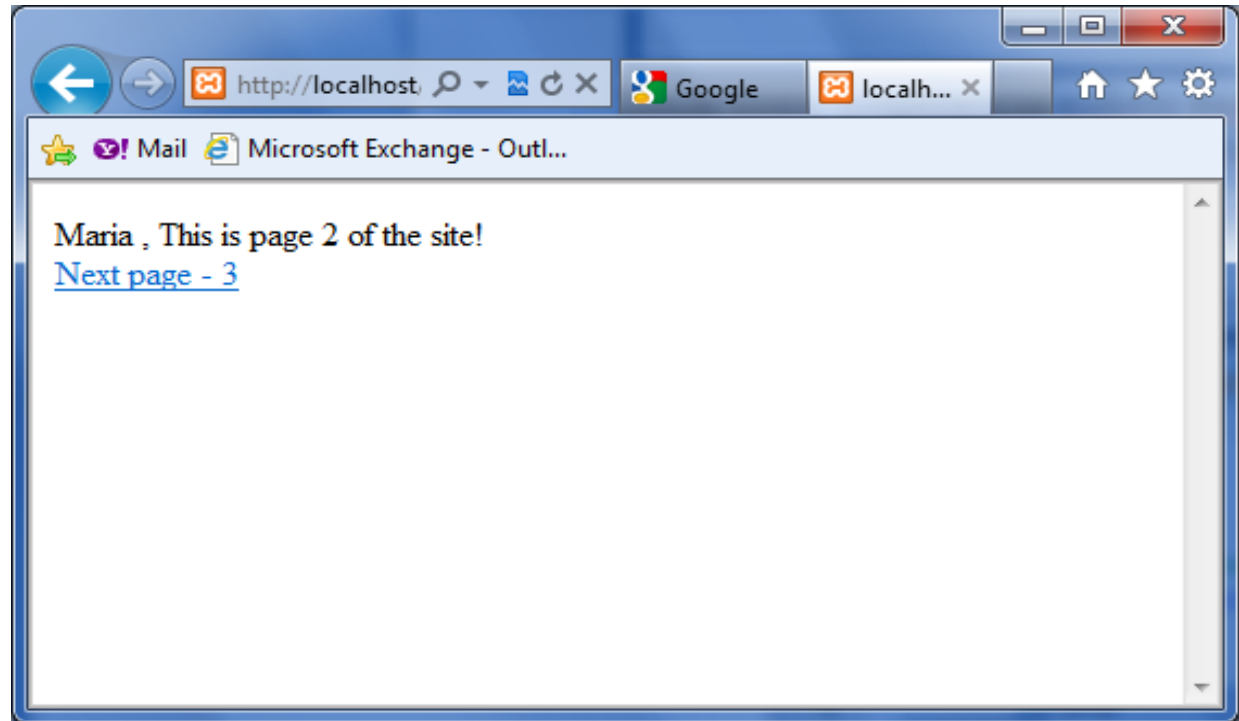 http://localhost/
Google
localh...
Mail
Microsoft Exchange - Outl...
Maria , This is page 2 of the site!
Next page - 3